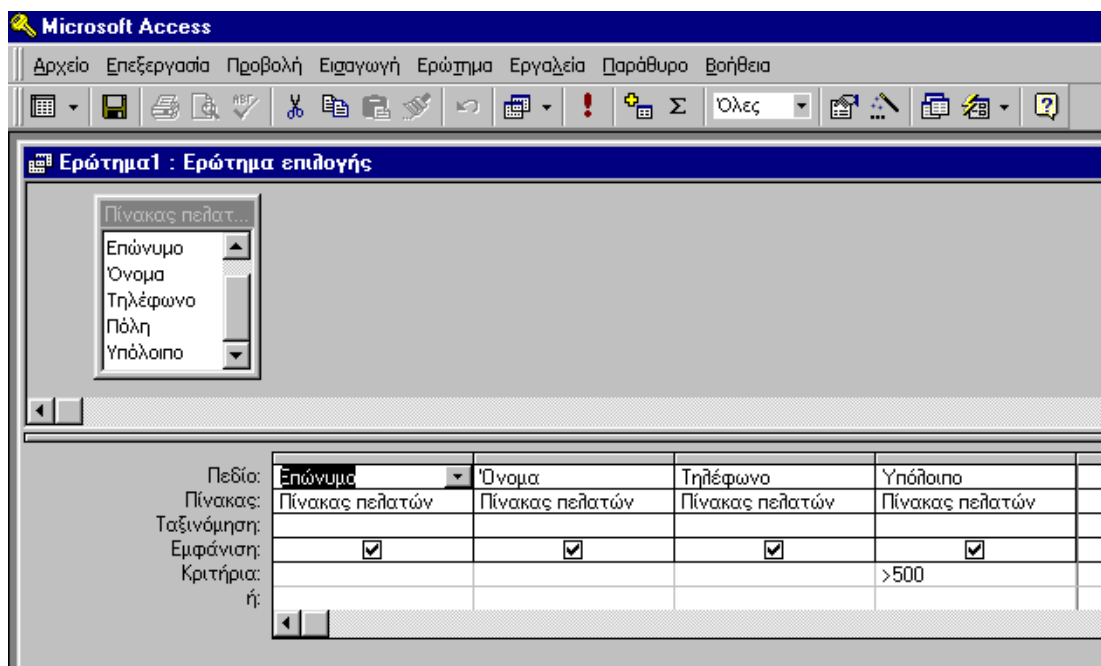 Microsoft Access
Αρχείο Επεξεργασία Προβολή Εισαγωγή Ερώτημα Εργαλεία Παράθυρο Βοήθεια
ABC Σ Όλες
Ερώτημα1 : Ερώτημα επιλογής
Πίνακας πελατ...
Επώνυμο
Όνομα
Τηλέφωνο
Πόλη
Υπόλοιπο
Πεδίο: Επώνυμο Όνομα Τηλέφωνο Υπόλοιπο
Πίνακας: Πίνακας πελατών Πίνακας πελατών Πίνακας πελατών Πίνακας πελατών
Ταξινόμηση:
Εμφάνιση:
Κριτήρια: >500
ή: